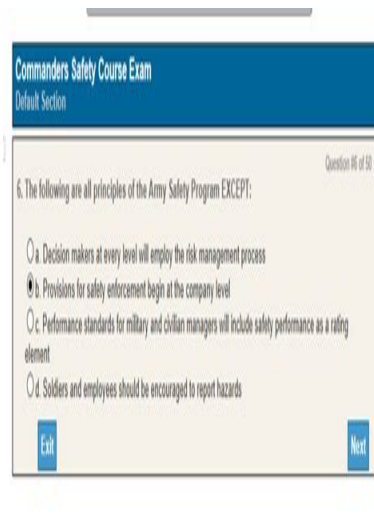 Commanders Safety Course Exam
Default Section
Question #6 of 50
6. The following are all principles of the Army Safety Program EXCEPT:
a. Decision makers at every level will employ the risk management process
b. Provisions for safety enforcement begin at the company level
c. Performance standards for military and civilian managers will include safety performance as a rating
element
d. Soldiers and employees should be encouraged to report hazards
Exit
Next